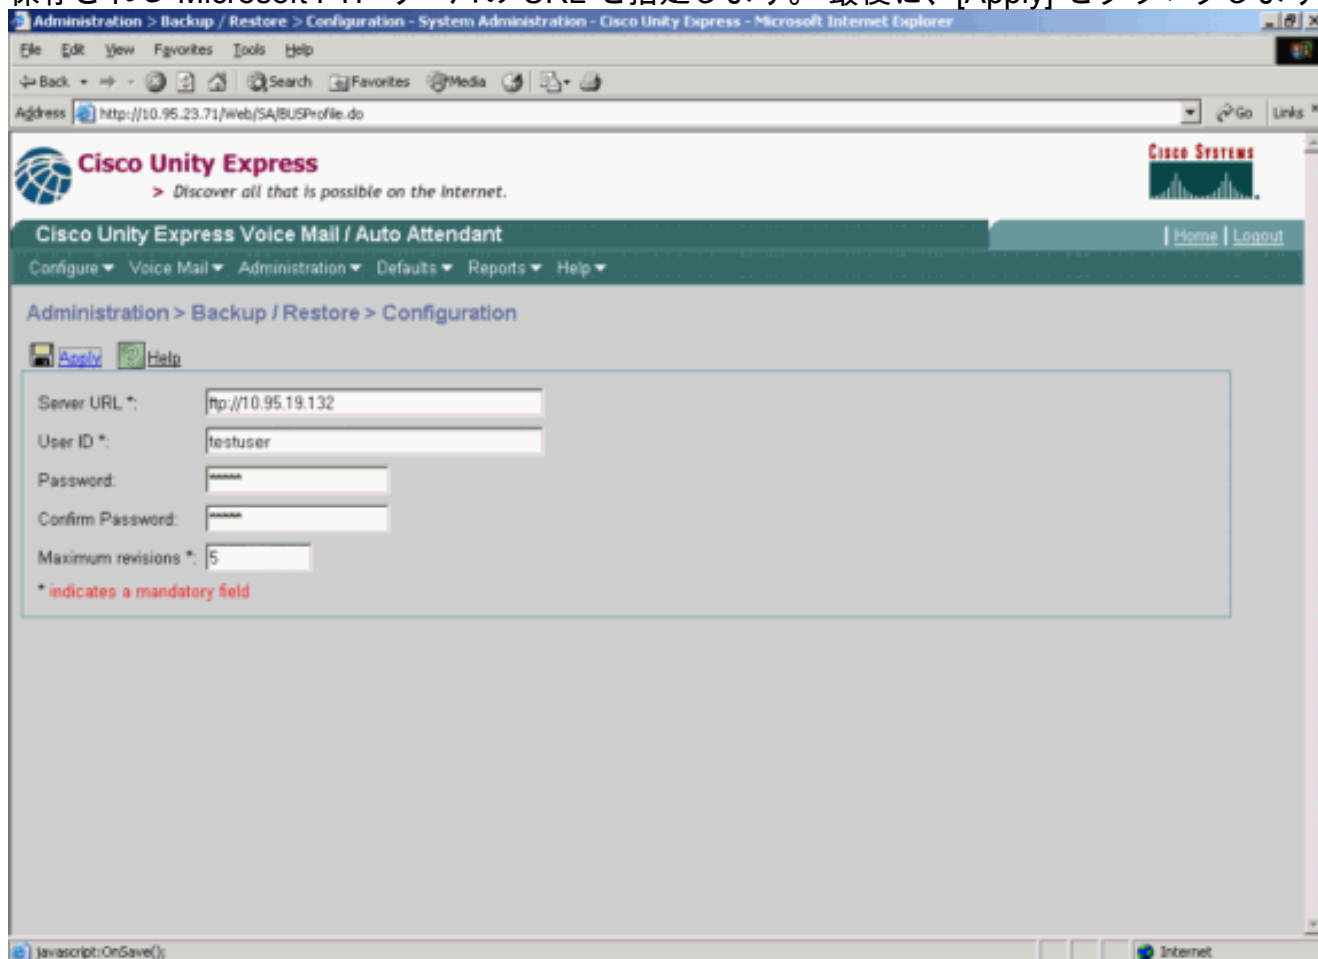 保存される Microsoft FTP サーバの URL を指定します。 最後に、[Apply] をクリックします
Administration > Backup / Restore > Configuration - System Administration - Cisco Unity Express - Microsoft Internet Explorer
File Edit View Favorites Tools Help
Back Search Favorites Media
Address http://10.95.23.71/Web/SA/BUSProfile.do Go Links
Cisco Unity Express
> Discover all that is possible on the Internet.
CISCO SYSTEMS
Cisco Unity Express Voice Mail / Auto Attendant
Home | Logout
Configure Voice Mail Administration Defaults Reports Help
Administration > Backup / Restore > Configuration
Apply Help
Server URL *: ftp://10.95.19.132
User ID *: testuser
Password: *****
Confirm Password: *****
Maximum revisions *: 5
* indicates a mandatory field
javascript:OnSave(); Internet